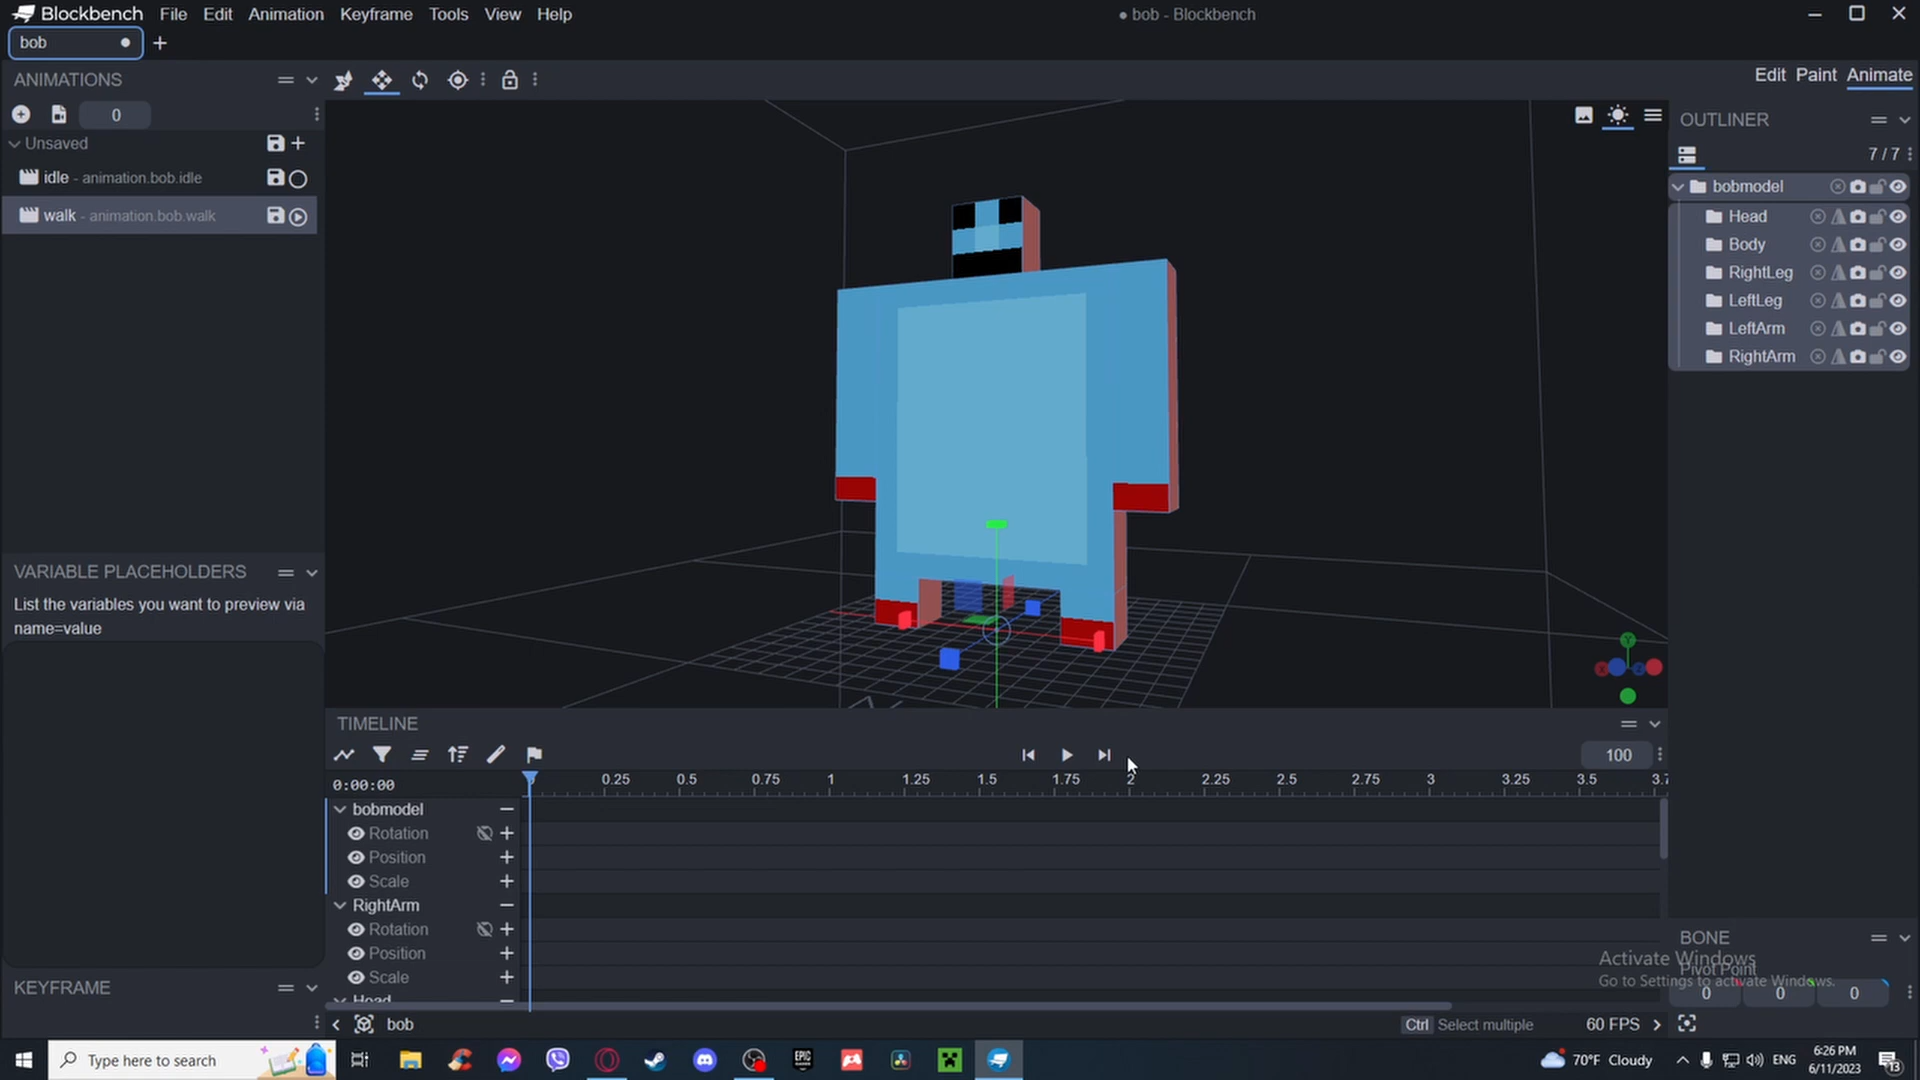 Blockbench File Edit Animation Keyframe Tools View Help
● bob - Blockbench
bob
Edit Paint Animate
ANIMATIONS
0
Unsaved
idle - animation.bob.idle
walk - animation.bob.walk
VARIABLE PLACEHOLDERS
List the variables you want to preview via
name=value
KEYFRAME
OUTLINER
7 / 7
bobmodel
Head
Body
RightLeg
LeftLeg
LeftArm
RightArm
TIMELINE
100
0:00:00
0.25 0.5 0.75 1 1.25 1.5 1.75 2 2.25 2.5 2.75 3 3.25 3.5
bobmodel
Rotation
Position
Scale
RightArm
Rotation
Position
Scale
Head
BONE
Pivot Point
0 0 0
Activate Windows
Go to Settings to activate Windows.
bob
Ctrl Select multiple
60 FPS
Type here to search
EPIC
70°F Cloudy
ENG
6:26 PM
6/11/2023
13